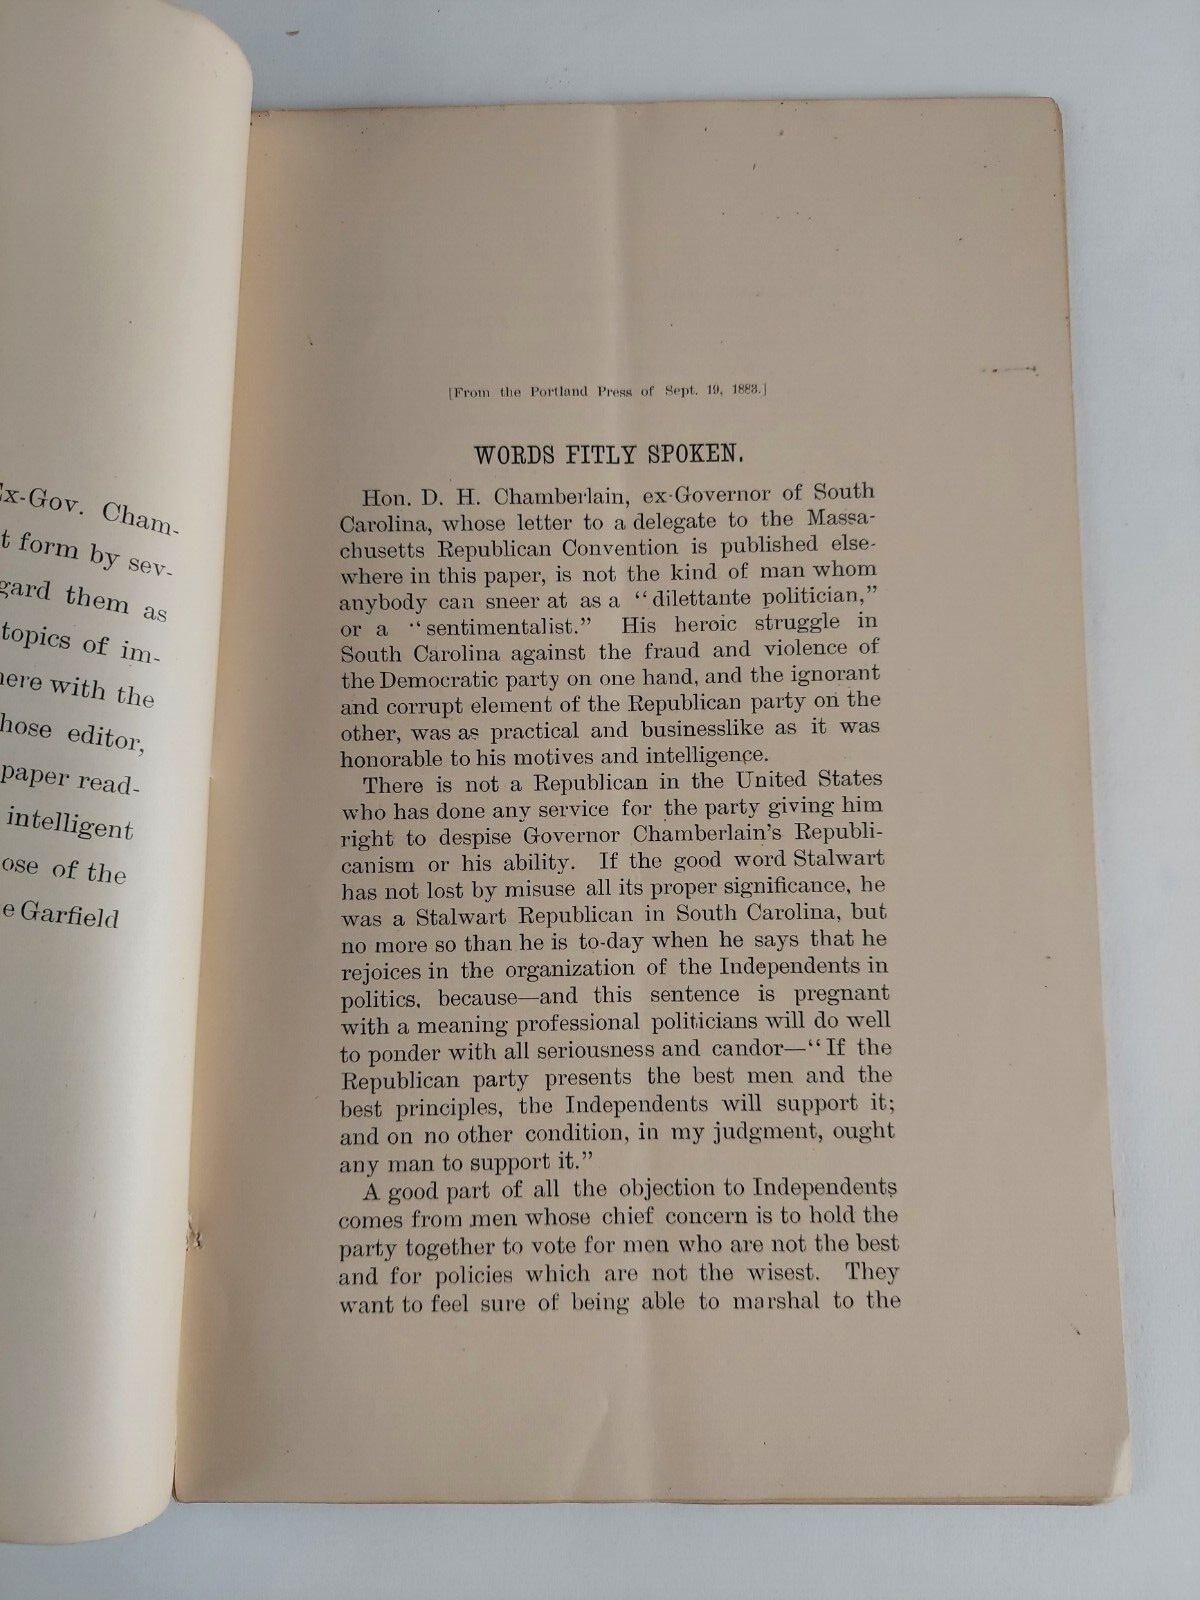 Ex-Gov. Cham-
t form by sev-
gard them as
topics of im-
here with the
hose editor,
paper read-
intelligent
ose of the
e Garfield
[From the Portland Press of Sept. 19, 1883.]
WORDS FITLY SPOKEN.
Hon. D. H. Chamberlain, ex-Governor of South
Carolina, whose letter to a delegate to the Massa-
chusetts Republican Convention is published else-
where in this paper, is not the kind of man whom
anybody can sneer at as a “dilettante politician,”
or a “sentimentalist.” His heroic struggle in
South Carolina against the fraud and violence of
the Democratic party on one hand, and the ignorant
and corrupt element of the Republican party on the
other, was as practical and businesslike as it was
honorable to his motives and intelligence.
There is not a Republican in the United States
who has done any service for the party giving him
right to despise Governor Chamberlain's Republi-
canism or his ability. If the good word Stalwart
has not lost by misuse all its proper significance, he
was a Stalwart Republican in South Carolina, but
no more so than he is to-day when he says that he
rejoices in the organization of the Independents in
politics, because—and this sentence is pregnant
with a meaning professional politicians will do well
to ponder with all seriousness and candor—“If the
Republican party presents the best men and the
best principles, the Independents will support it;
and on no other condition, in my judgment, ought
any man to support it.”
A good part of all the objection to Independents
comes from men whose chief concern is to hold the
party together to vote for men who are not the best
and for policies which are not the wisest. They
want to feel sure of being able to marshal to the